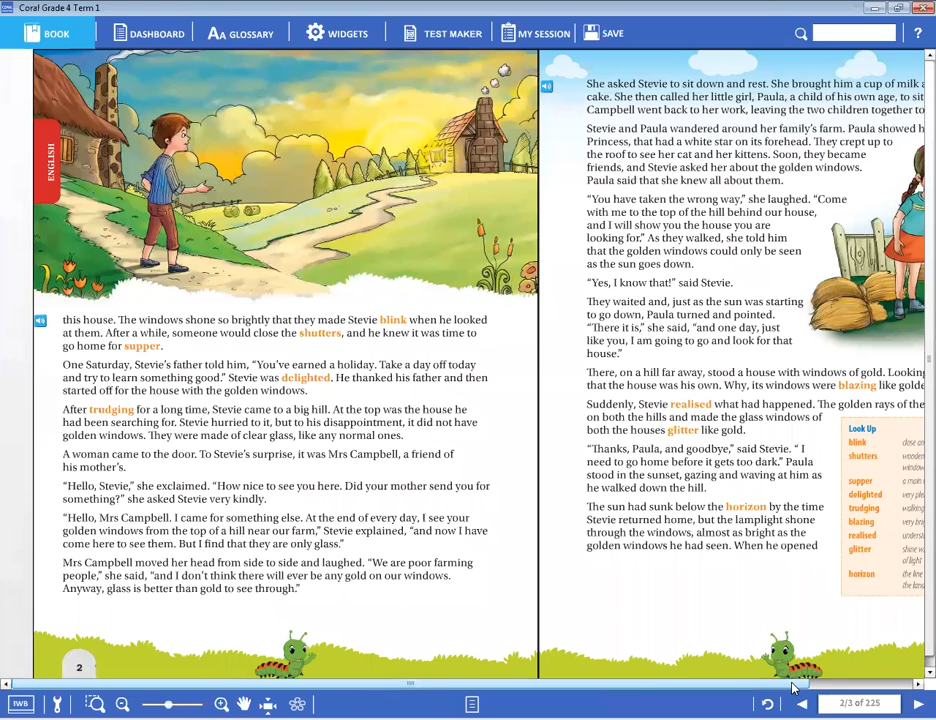 Coral Grade 4 Term 1
BOOK
DASHBOARD
AA GLOSSARY
WIDGETS
TEST MAKER
MY SESSION
SAVE
?
ENGLISH
this house. The windows shone so brightly that they made Stevie blink when he looked
at them. After a while, someone would close the shutters, and he knew it was time to
go home for supper.
One Saturday, Stevie's father told him, “You've earned a holiday. Take a day off today
and try to learn something good.” Stevie was delighted. He thanked his father and then
started off for the house with the golden windows.
After trudging for a long time, Stevie came to a big hill. At the top was the house he
had been searching for. Stevie hurried to it, but to his disappointment, it did not have
golden windows. They were made of clear glass, like any normal ones.
A woman came to the door. To Stevie's surprise, it was Mrs Campbell, a friend of
his mother's.
“Hello, Stevie,” she exclaimed. “How nice to see you here. Did your mother send you for
something?” she asked Stevie very kindly.
“Hello, Mrs Campbell. I came for something else. At the end of every day, I see your
golden windows from the top of a hill near our farm,” Stevie explained, “and now I have
come here to see them. But I find that they are only glass.”
Mrs Campbell moved her head from side to side and laughed. “We are poor farming
people,” she said, “and I don't think there will ever be any gold on our windows.
Anyway, glass is better than gold to see through.”
2
She asked Stevie to sit down and rest. She brought him a cup of milk
cake. She then called her little girl, Paula, a child of his own age, to sit
Campbell went back to her work, leaving the two children together to
Stevie and Paula wandered around her family's farm. Paula showed
Princess, that had a white star on its forehead. They crept up to
the roof to see her cat and her kittens. Soon, they became
friends, and Stevie asked her about the golden windows.
Paula said that she knew all about them.
“You have taken the wrong way,” she laughed. “Come
with me to the top of the hill behind our house,
and I will show you the house you are
looking for.” As they walked, she told him
that the golden windows could only be seen
as the sun goes down.
“Yes, I know that!” said Stevie.
They waited and, just as the sun was starting
to go down, Paula turned and pointed.
“There it is,” she said, “and one day, just
like you, I am going to go and look for that
house.”
There, on a hill far away, stood a house with windows of gold. Looking
that the house was his own. Why, its windows were blazing like golde
Suddenly, Stevie realised what had happened. The golden rays of the
on both the hills and made the glass windows of
both the houses glitter like gold.
“Thanks, Paula, and goodbye,” said Stevie. “ I
need to go home before it gets too dark.” Paula
stood in the sunset, gazing and waving at him as
he walked down the hill.
The sun had sunk below the horizon by the time
Stevie returned home, but the lamplight shone
through the windows, almost as bright as the
golden windows he had seen. When he opened
Look Up
blink close an
shutters wooden
window
supper a main
delighted very ple
trudging walking
blazing very bri
realised underst
glitter shine w
of light
horizon the line
the land
IWB
2/3 of 225